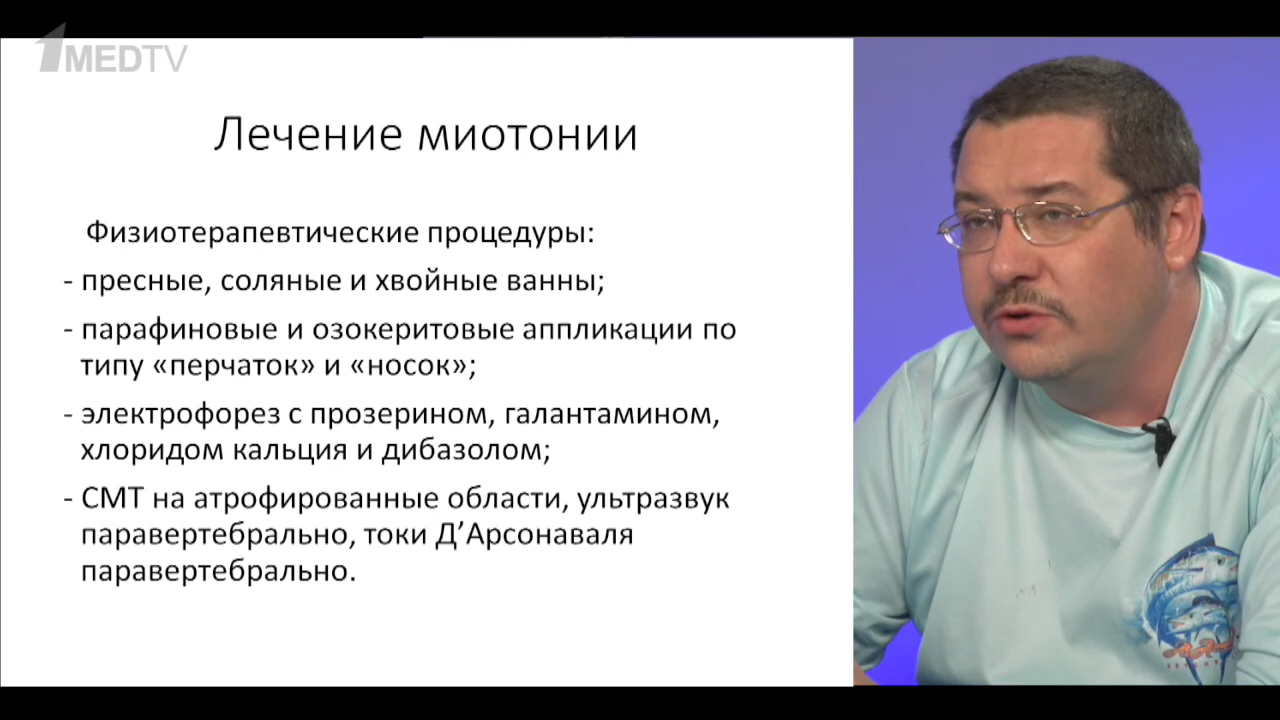 1MEDTV
Лечение миотонии
Физиотерапевтические процедуры:
- пресные, соляные и хвойные ванны;
- парафиновые и озокеритовые аппликации по
типу «перчаток» и «носок»;
- электрофорез с прозерином, галантамином,
хлоридом кальция и дибазолом;
- СМТ на атрофированные области, ультразвук
паравертебрально, токи Д’Арсонаваля
паравертебрально.